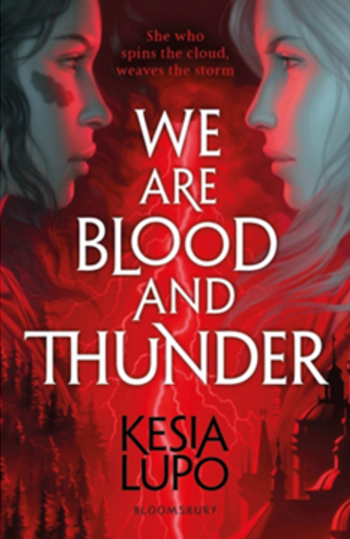 She who
spins the cloud,
weaves the storm
WE
ARE
BLOOD
AND
THUNDER
KESIA
LUPO
BLOOMSBURY